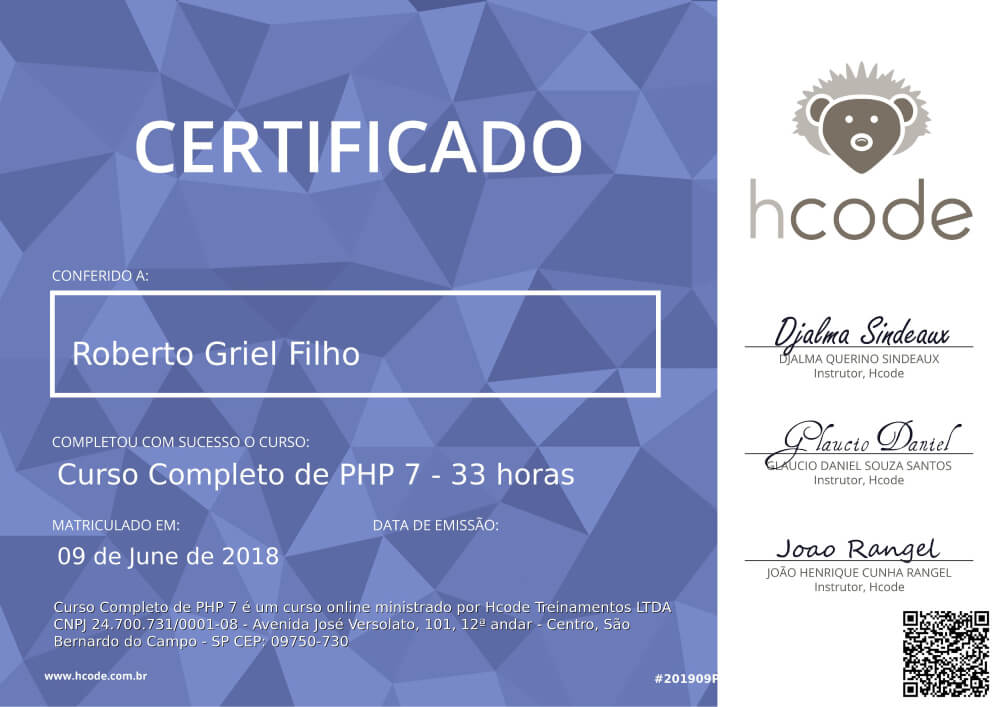 CERTIFICADO
CONFERIDO A:
Roberto Griel Filho
COMPLETOU COM SUCESSO O CURSO:
Curso Completo de PHP 7 - 33 horas
MATRICULADO EM:
DATA DE EMISSÃO:
09 de June de 2018
Curso Completo de PHP 7 é um curso online ministrado por Hcode Treinamentos LTDA
CNPJ 24.700.731/0001-08 - Avenida José Versolato, 101, 12ª andar - Centro, São
Bernardo do Campo - SP CEP: 09750-730
www.hcode.com.br
#201909P
hcode
Djalma Sindeaux
DJALMA QUERINO SINDEAUX
Instrutor, Hcode
Glaucio Daniel
GLAUCIO DANIEL SOUZA SANTOS
Instrutor, Hcode
Joao Rangel
JOÃO HENRIQUE CUNHA RANGEL
Instrutor, Hcode